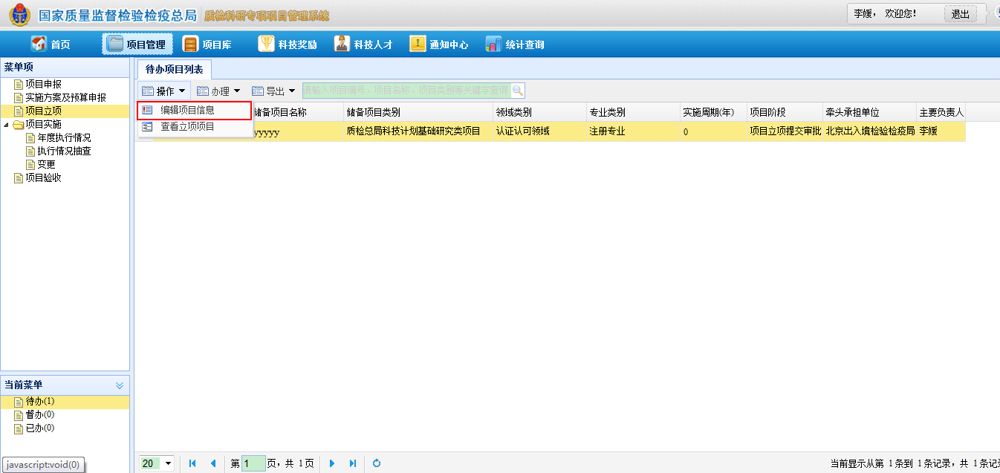 国家质量监督检验检疫总局 质检科研专项项目管理系统
李媛， 欢迎您！ 退出
首页 项目管理 项目库 科技奖励 科技人才 通知中心 统计查询
菜单项
项目申报
实施方案及预算申报
项目立项
项目实施
年度执行情况
执行情况抽查
变更
项目验收
待办项目列表
操作 办理 导出 请输入项目编号、项目名称、项目类别等关键字查询
编辑项目信息
查看立项项目
储备项目名称 储备项目类别 领域类别 专业类别 实施周期(年) 项目阶段 牵头承担单位 主要负责人
yyyyy 质检总局科技计划基础研究类项目 认证认可领域 注册专业 0 项目立项提交审批 北京出入境检验检疫局 李媛
当前菜单
待办(1)
督办(0)
已办(0)
javascript:void(0)
20 第 1 页，共 1 页
当前显示从第 1 条到 1 条记录，共 1 条记